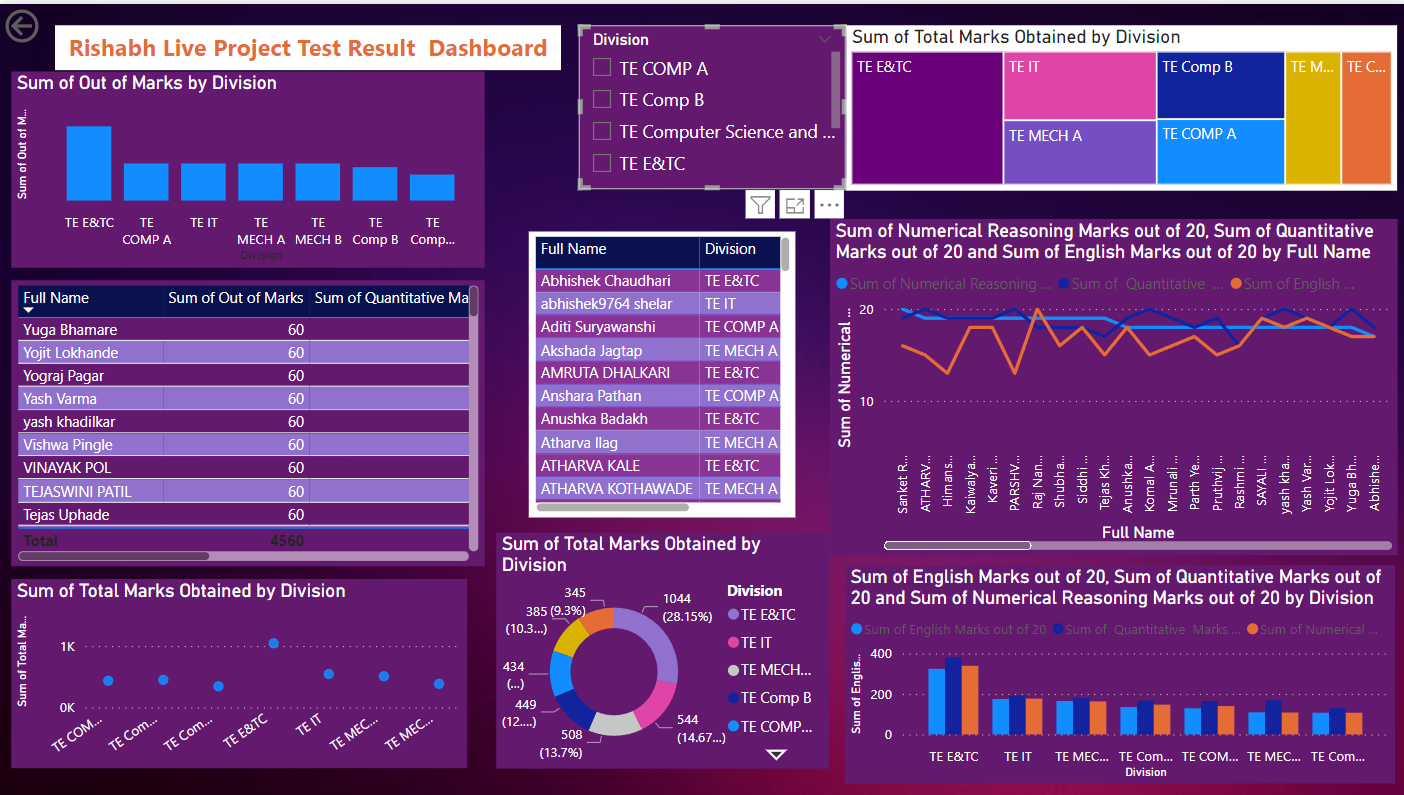 Rishabh Live Project Test Result  Dashboard
Sum of Out of Marks by Division
Sum of Out of M...
TE E&TC
TE COMP A
TE IT
TE MECH A
TE MECH B
TE Comp B
TE Comp...
Division
Division
TE COMP A
TE Comp B
TE Computer Science and ...
TE E&TC
Sum of Total Marks Obtained by Division
TE E&TC
TE IT
TE MECH A
TE Comp B
TE COMP A
TE M...
TE C...
Full Name Sum of Out of Marks Sum of Quantitative Ma
Yuga Bhamare 60
Yojit Lokhande 60
Yograj Pagar 60
Yash Varma 60
yash khadilkar 60
Vishwa Pingle 60
VINAYAK POL 60
TEJASWINI PATIL 60
Tejas Uphade 60
Total 4560
Full Name Division
Abhishek Chaudhari TE E&TC
abhishek9764 shelar TE IT
Aditi Suryawanshi TE COMP A
Akshada Jagtap TE MECH A
AMRUTA DHALKARI TE E&TC
Anshara Pathan TE COMP A
Anushka Badakh TE E&TC
Atharva Ilag TE MECH A
ATHARVA KALE TE E&TC
ATHARVA KOTHAWADE TE MECH A
Sum of Numerical Reasoning Marks out of 20, Sum of Quantitative
Marks out of 20 and Sum of English Marks out of 20 by Full Name
Sum of Numerical Reasoning ... Sum of  Quantitative  ... Sum of English ...
Sum of Numerical ...
20
10
Sanket R...
ATHARV...
Himans...
Kaiwalya...
Kaveri...
PARSHV...
Raj Nan...
Shubha...
Siddhi ...
Tejas Kh...
Anushka...
Komal A...
Mrunali...
Parth Ye...
Pruthvij...
Rashmi ...
SAYALI ...
yash kha...
Yash Var...
Yojit Lok...
Yuga Bh...
Abhishe...
Full Name
Sum of Total Marks Obtained by Division
Sum of Total Ma...
1K
0K
TE COM...
TE Com...
TE Com...
TE E&TC
TE IT
TE MEC...
TE MEC...
Sum of Total Marks Obtained by
Division
1044
(28.15%)
544
(14.67...)
508
(13.7%)
449
(12....)
434
(...)
385
(10.3...)
345
(9.3%)
Division
TE E&TC
TE IT
TE MECH...
TE Comp B
TE COMP...
Sum of English Marks out of 20, Sum of Quantitative Marks out of
20 and Sum of Numerical Reasoning Marks out of 20 by Division
Sum of English Marks out of 20 Sum of  Quantitative  Marks ... Sum of Numerical ...
Sum of Englis...
400
200
0
TE E&TC
TE IT
TE MEC...
TE Com...
TE COM...
TE MEC...
TE Com...
Division